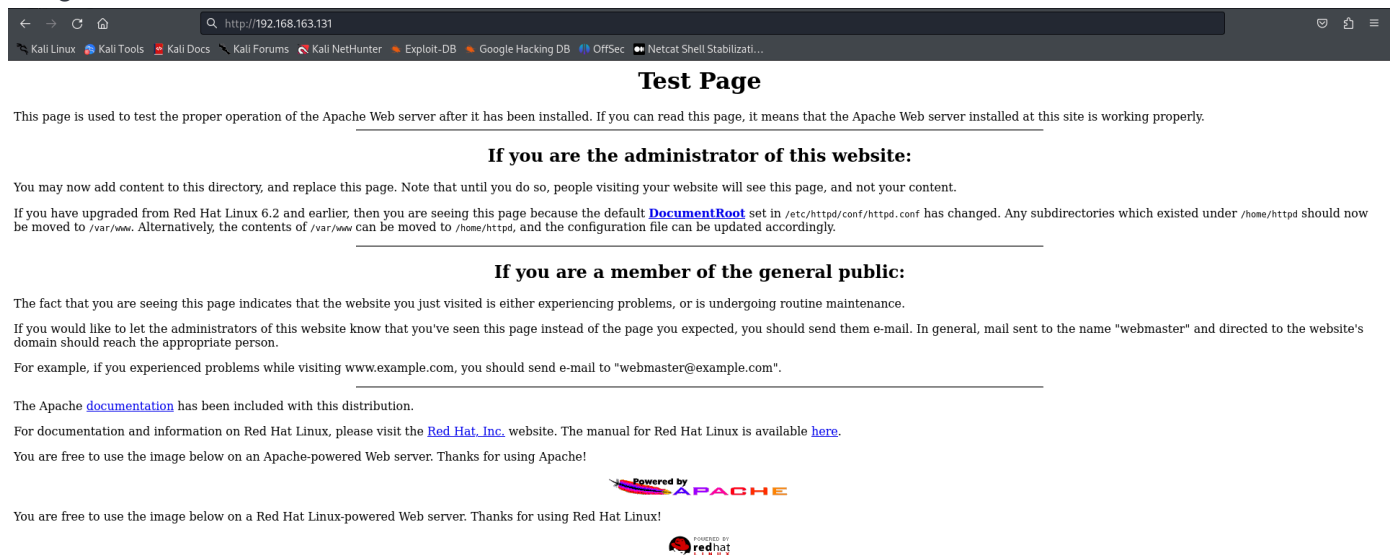 http://192.168.163.131
Kali Linux Kali Tools Kali Docs Kali Forums Kali NetHunter Exploit-DB Google Hacking DB OffSec Netcat Shell Stabilizati…
Test Page
This page is used to test the proper operation of the Apache Web server after it has been installed. If you can read this page, it means that the Apache Web server installed at this site is working properly.
If you are the administrator of this website:
You may now add content to this directory, and replace this page. Note that until you do so, people visiting your website will see this page, and not your content.
If you have upgraded from Red Hat Linux 6.2 and earlier, then you are seeing this page because the default DocumentRoot set in /etc/httpd/conf/httpd.conf has changed. Any subdirectories which existed under /home/httpd should now
be moved to /var/www. Alternatively, the contents of /var/www can be moved to /home/httpd, and the configuration file can be updated accordingly.
If you are a member of the general public:
The fact that you are seeing this page indicates that the website you just visited is either experiencing problems, or is undergoing routine maintenance.
If you would like to let the administrators of this website know that you've seen this page instead of the page you expected, you should send them e-mail. In general, mail sent to the name "webmaster" and directed to the website's
domain should reach the appropriate person.
For example, if you experienced problems while visiting www.example.com, you should send e-mail to "webmaster@example.com".
The Apache documentation has been included with this distribution.
For documentation and information on Red Hat Linux, please visit the Red Hat, Inc. website. The manual for Red Hat Linux is available here.
You are free to use the image below on an Apache-powered Web server. Thanks for using Apache!
Powered by
APACHE
You are free to use the image below on a Red Hat Linux-powered Web server. Thanks for using Red Hat Linux!
POWERED BY
redhat